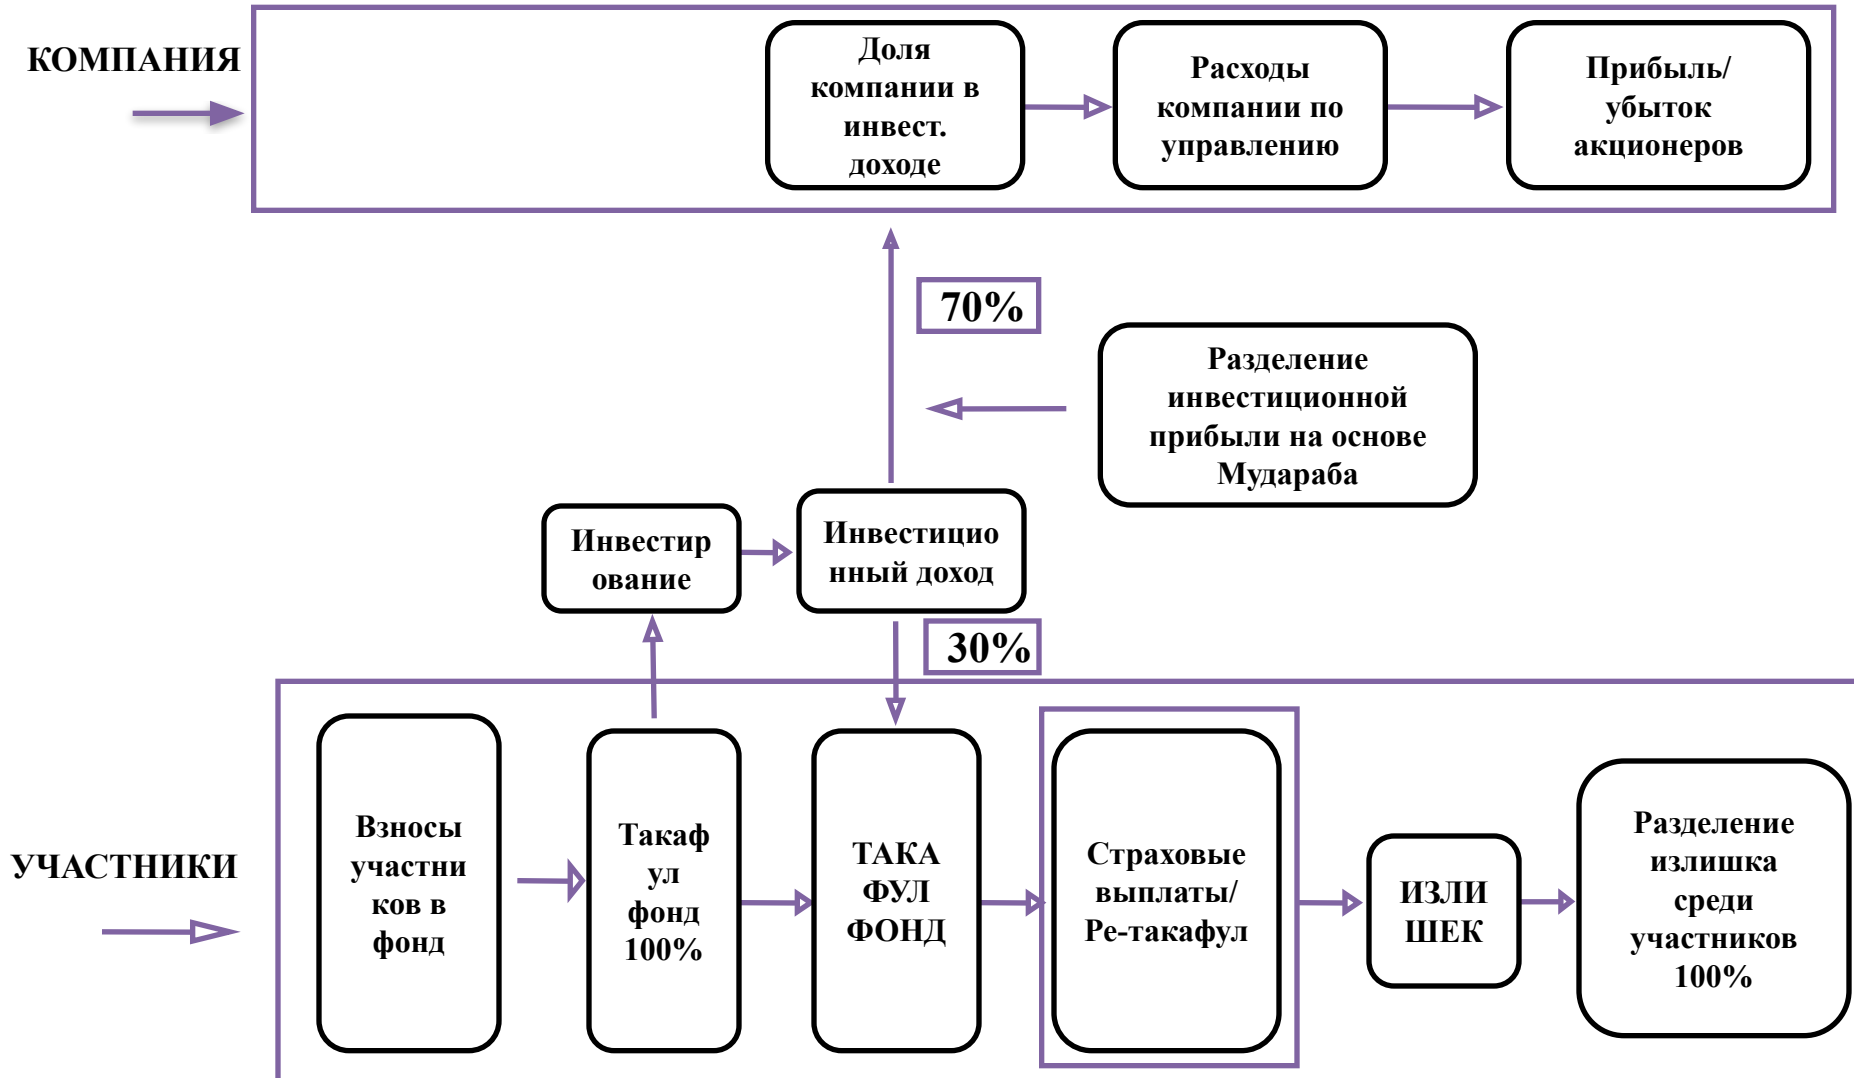 КОМПАНИЯ
Доля
компании в
инвест.
доходе
Расходы
компании по
управлению
Прибыль/
убыток
акционеров
70%
Разделение
инвестиционной
прибыли на основе
Мудараба
Инвестир
ование
Инвестицио
нный доход
30%
УЧАСТНИКИ
Взносы
участни
ков в
фонд
Такаф
ул
фонд
100%
ТАКА
ФУЛ
ФОНД
Страховые
выплаты/
Ре-такафул
ИЗЛИ
ШЕК
Разделение
излишка
среди
участников
100%